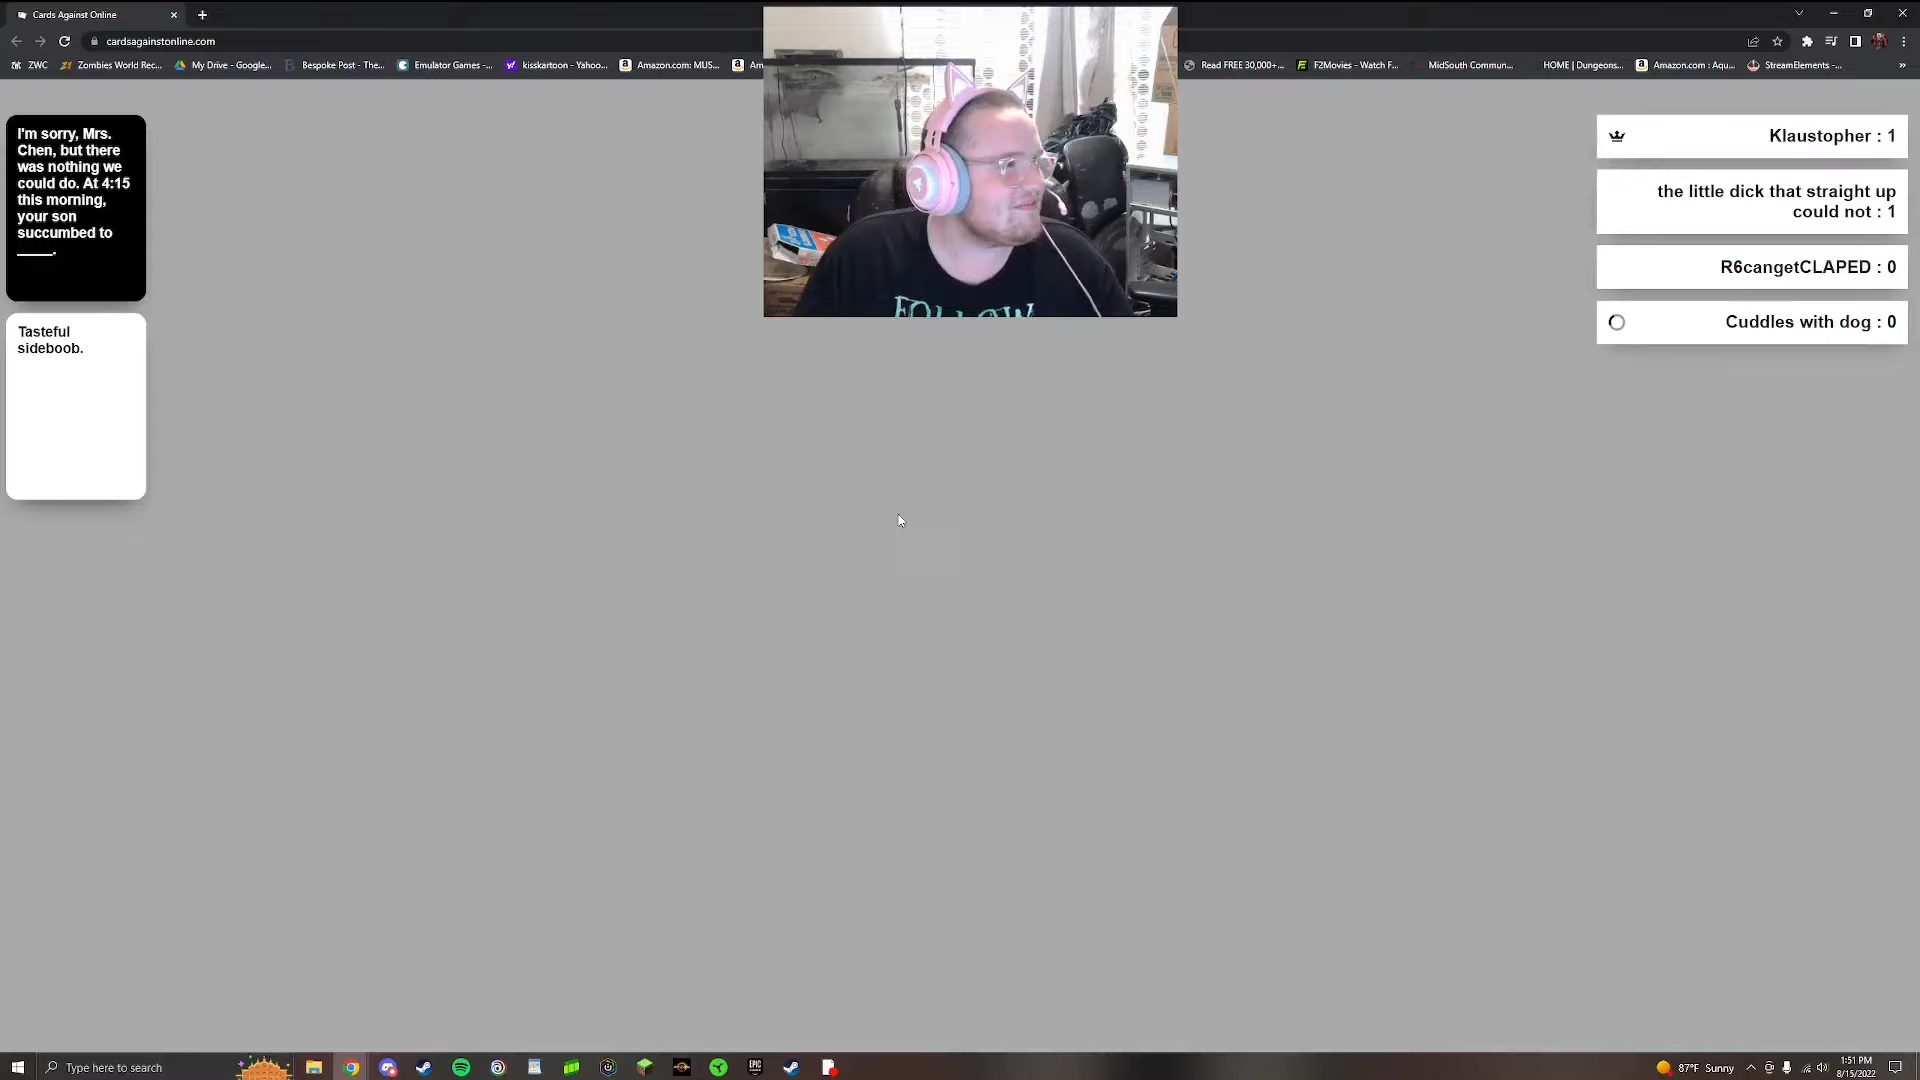 Cards Against Online
cardsagainstonline.com
ZWC
Zombies World Rec...
My Drive - Google...
Bespoke Post - The...
Emulator Games -...
kisskartoon - Yahoo...
Amazon.com: MUS...
Am
Read FREE 30,000+...
F2Movies - Watch F...
MidSouth Commun...
HOME | Dungeons...
Amazon.com : Aqu...
StreamElements -...
I'm sorry, Mrs.
Chen, but there
was nothing we
could do. At 4:15
this morning,
your son
succumbed to
_____.
Tasteful
sideboob.
FOLLOW
Klaustopher : 1
the little dick that straight up
could not : 1
R6cangetCLAPED : 0
Cuddles with dog : 0
Type here to search
EPIC
87°F Sunny
1:51 PM
8/15/2022